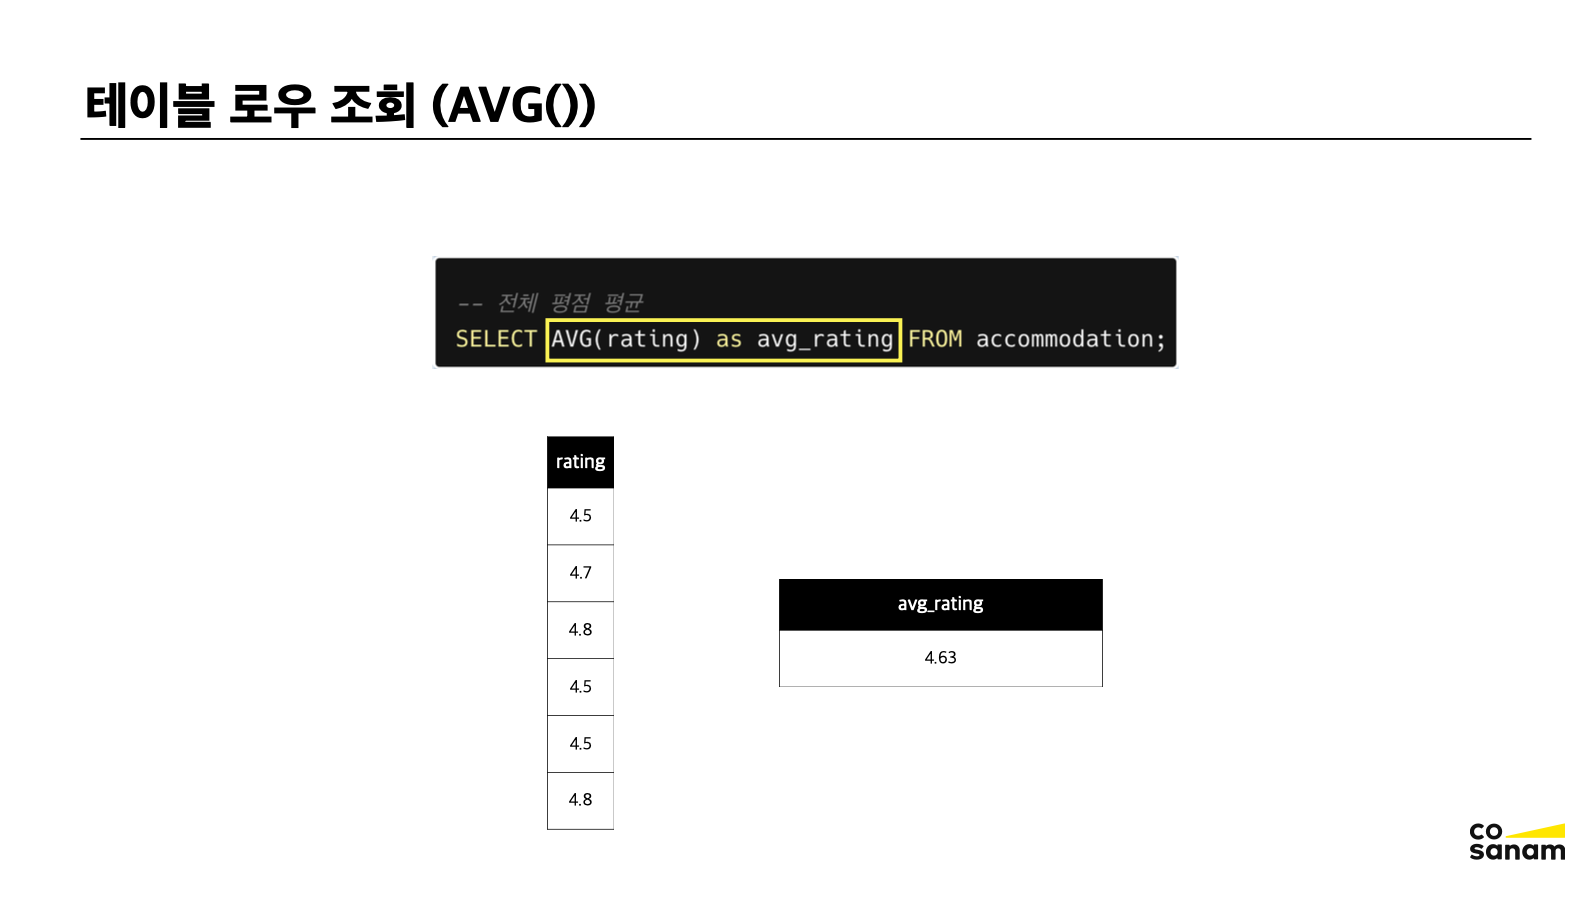 테이블 로우 조회 (AVG())
-- 전체 평점 평균
SELECT AVG(rating) as avg_rating FROM accommodation;
rating
4.5
4.7
4.8
4.5
4.5
4.8
avg_rating
4.63
co
sanam